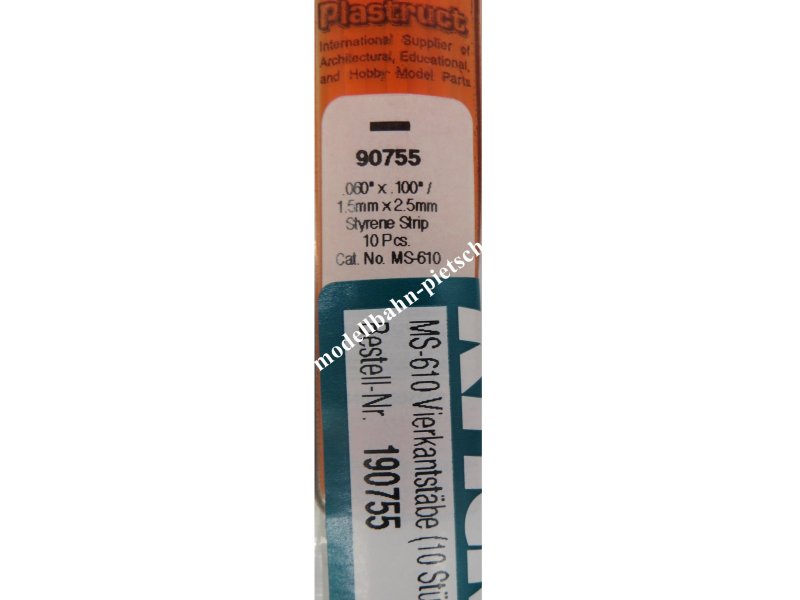 Plastruct
International Supplier of
Architectural, Educational,
and Hobby Model Parts
90755
.060" x .100" /
1.5mm x 2.5mm
Styrene Strip
10 Pcs.
Cat. No. MS-610
modellbahn-pietsch
MS-610 Vierkantstäbe (10 Stü
Bestell-Nr. 190755